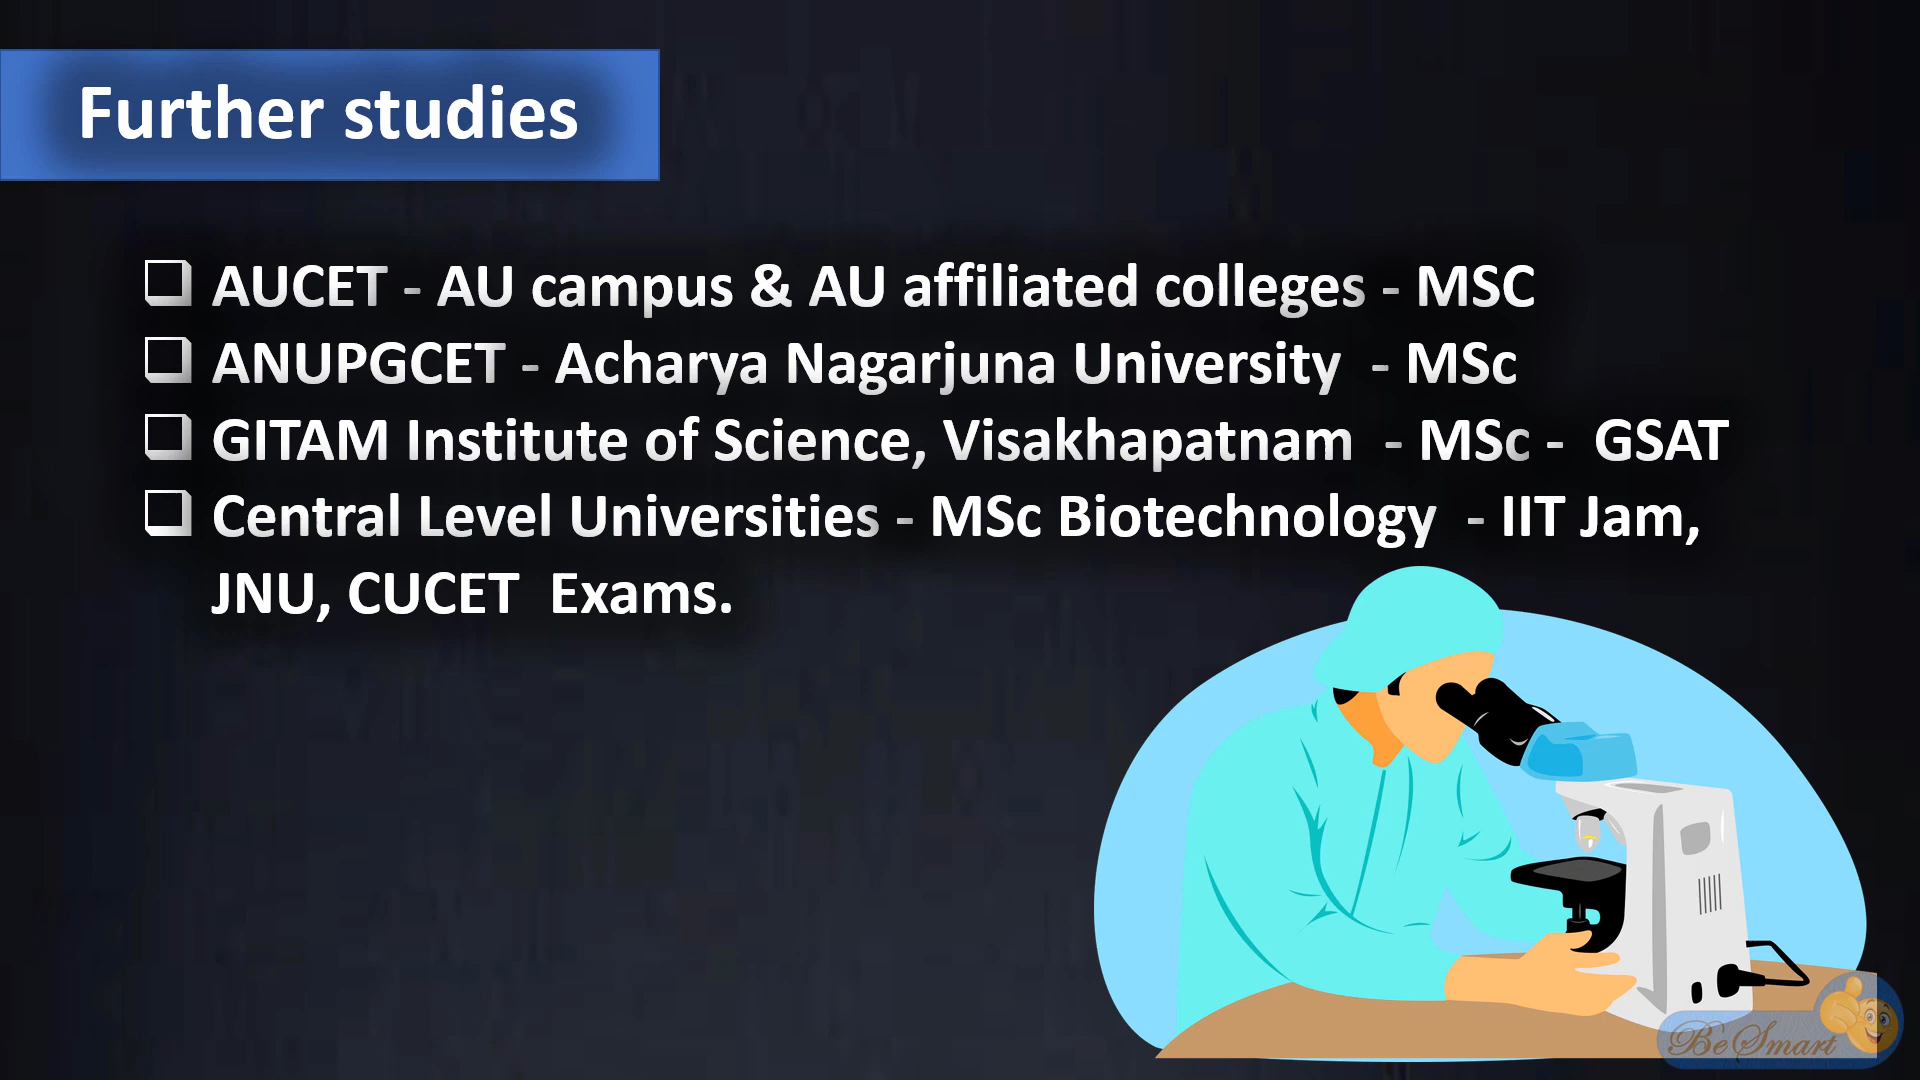 Further studies
AUCET - AU campus & AU affiliated colleges - MSC
ANUPGCET - Acharya Nagarjuna University - MSc
GITAM Institute of Science, Visakhapatnam - MSc - GSAT
Central Level Universities - MSc Biotechnology - IIT Jam,
JNU, CUCET Exams.
BeSmart